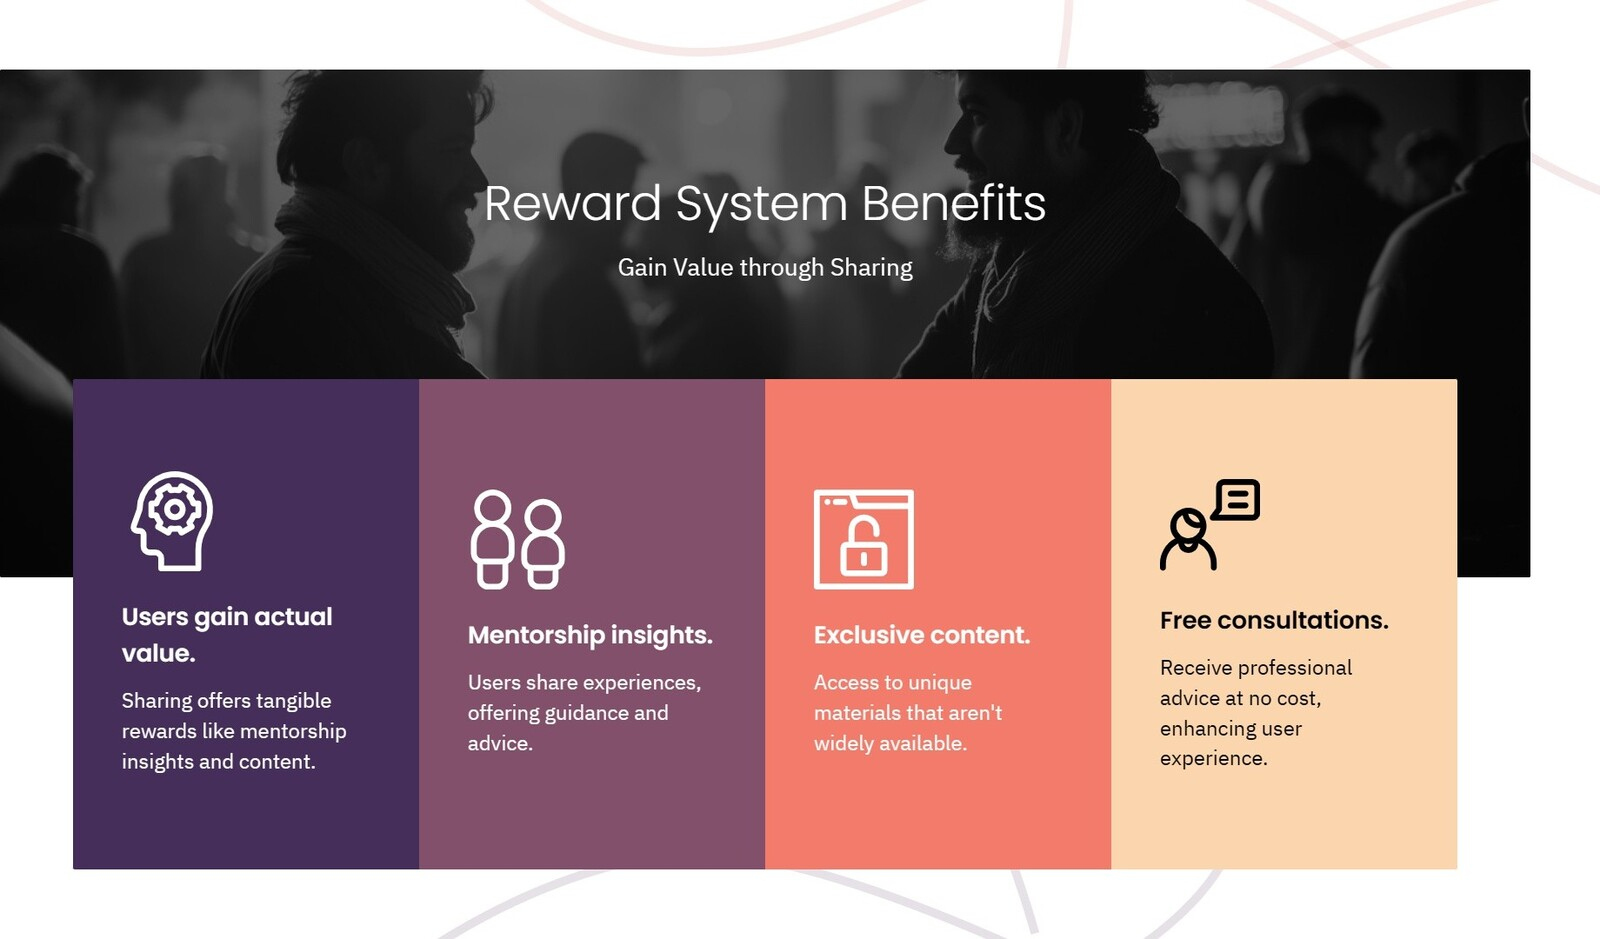 Reward System Benefits
Gain Value through Sharing
Users gain actual
value.
Sharing offers tangible
rewards like mentorship
insights and content.
Mentorship insights.
Users share experiences,
offering guidance and
advice.
Exclusive content.
Access to unique
materials that aren't
widely available.
Free consultations.
Receive professional
advice at no cost,
enhancing user
experience.